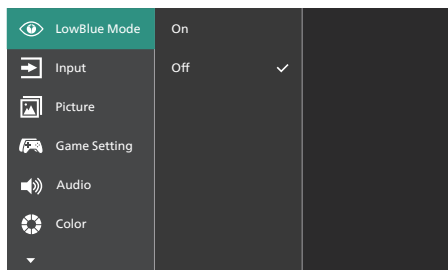 LowBlue Mode
On
Input
Off
Picture
Game Setting
Audio
Color